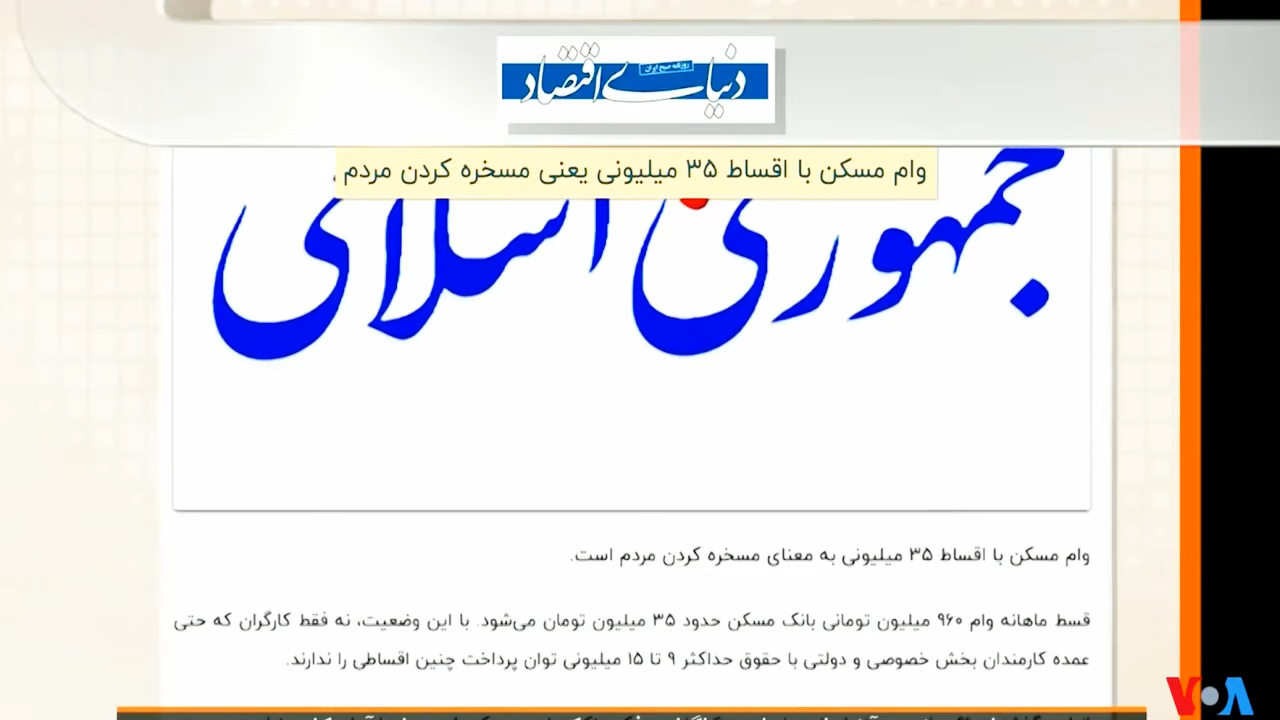 دنیای اقتصاد
روزنامه صبح ایران
وام مسکن با اقساط ۳۵ میلیونی یعنی مسخره کردن مردم
جمهوری اسلامی
وام مسکن با اقساط ۳۵ میلیونی به معنای مسخره کردن مردم است.
قسط ماهانه وام ۹۶۰ میلیون تومانی بانک مسکن حدود ۳۵ میلیون تومان می‌شود. با این وضعیت، نه فقط کارگران که حتی
عمده کارمندان بخش خصوصی و دولتی با حقوق حداکثر ۹ تا ۱۵ میلیونی توان پرداخت چنین اقساطی را ندارند.
VOA